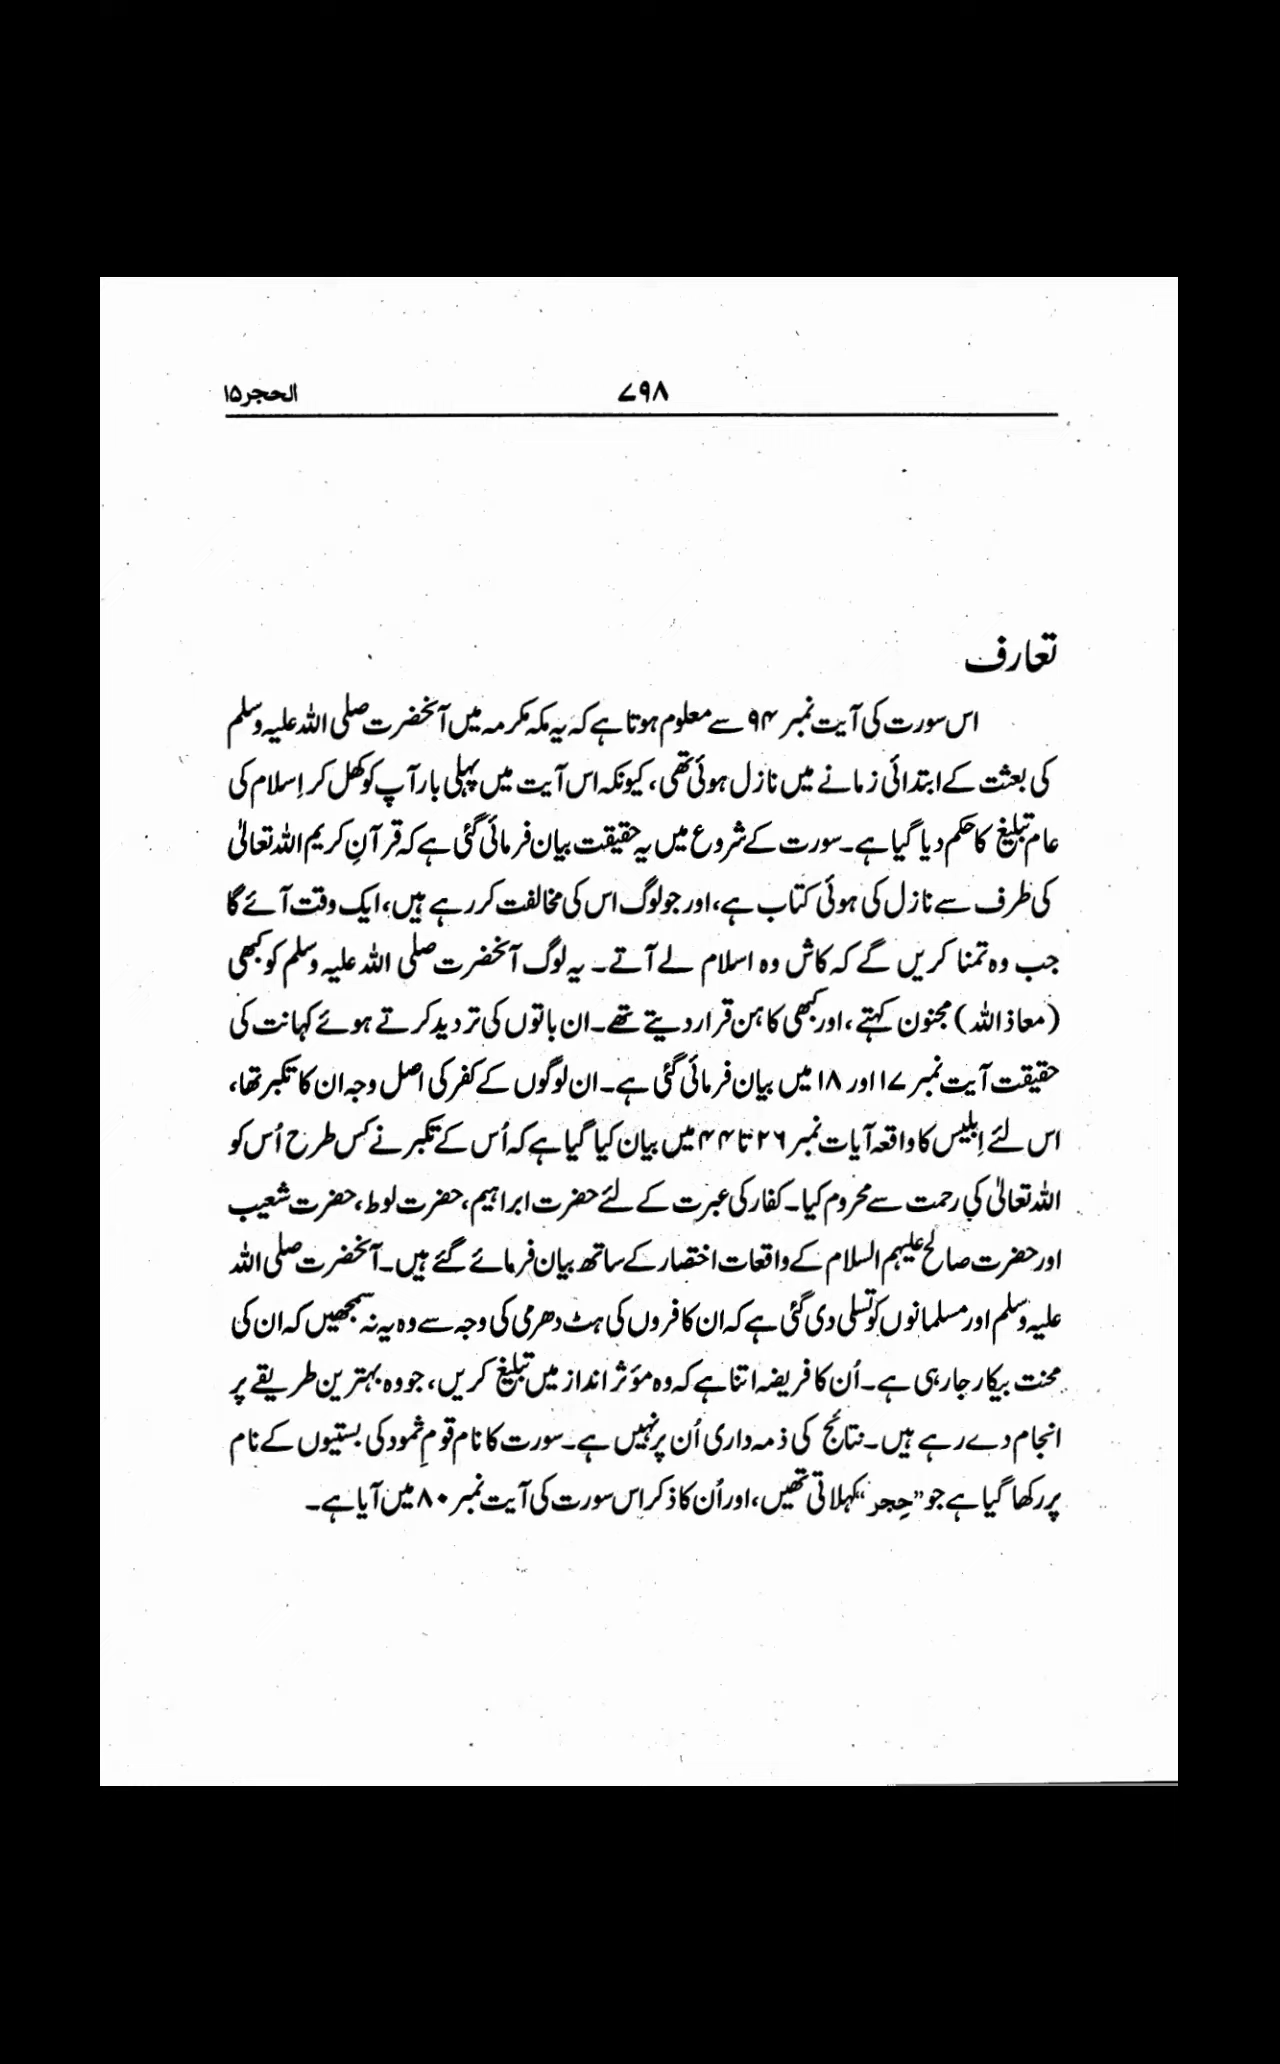 الحجر۱۵ ۷۹۸
تعارف
اس سورت کی آیت نمبر ۹۴ سے معلوم ہوتا ہے کہ یہ مکہ مکرمہ میں آنحضرت صلی اللہ علیہ وسلم
کی بعثت کے ابتدائی زمانے میں نازل ہوئی تھی، کیونکہ اس آیت میں پہلی بار آپ کو کھل کر اِسلام کی
عام تبلیغ کا حکم دیا گیا ہے۔ سورت کے شروع میں یہ حقیقت بیان فرمائی گئی ہے کہ قرآنِ کریم اللہ تعالیٰ
کی طرف سے نازل کی ہوئی کتاب ہے، اور جو لوگ اس کی مخالفت کر رہے ہیں، ایک وقت آئے گا
جب وہ تمنا کریں گے کہ کاش وہ اسلام لے آتے۔ یہ لوگ آنحضرت صلی اللہ علیہ وسلم کو کبھی
(معاذ اللہ) مجنون کہتے، اور کبھی کاہن قرار دیتے تھے۔ ان باتوں کی تردید کرتے ہوئے کہانت کی
حقیقت آیت نمبر ۱۷ اور ۱۸ میں بیان فرمائی گئی ہے۔ ان لوگوں کے کفر کی اصل وجہ ان کا تکبر تھا،
اس لئے اِبلیس کا واقعہ آیات نمبر ۲۶ تا ۴۴ میں بیان کیا گیا ہے کہ اُس کے تکبر نے کس طرح اُس کو
اللہ تعالیٰ کی رحمت سے محروم کیا۔ کفار کی عبرت کے لئے حضرت ابراہیم، حضرت لوط، حضرت شعیب
اور حضرت صالح علیہم السلام کے واقعات اختصار کے ساتھ بیان فرمائے گئے ہیں۔ آنحضرت صلی اللہ
علیہ وسلم اور مسلمانوں کو تسلی دی گئی ہے کہ ان کافروں کی ہٹ دھرمی کی وجہ سے وہ یہ نہ سمجھیں کہ ان کی
محنت بیکار جا رہی ہے۔ اُن کا فریضہ اتنا ہے کہ وہ مؤثر انداز میں تبلیغ کریں، جو وہ بہترین طریقے پر
انجام دے رہے ہیں۔ نتائج کی ذمہ داری اُن پر نہیں ہے۔ سورت کا نام قومِ ثمود کی بستیوں کے نام
پر رکھا گیا ہے جو ”حِجر“ کہلاتی تھیں، اور اُن کا ذکر اس سورت کی آیت نمبر ۸۰ میں آیا ہے۔